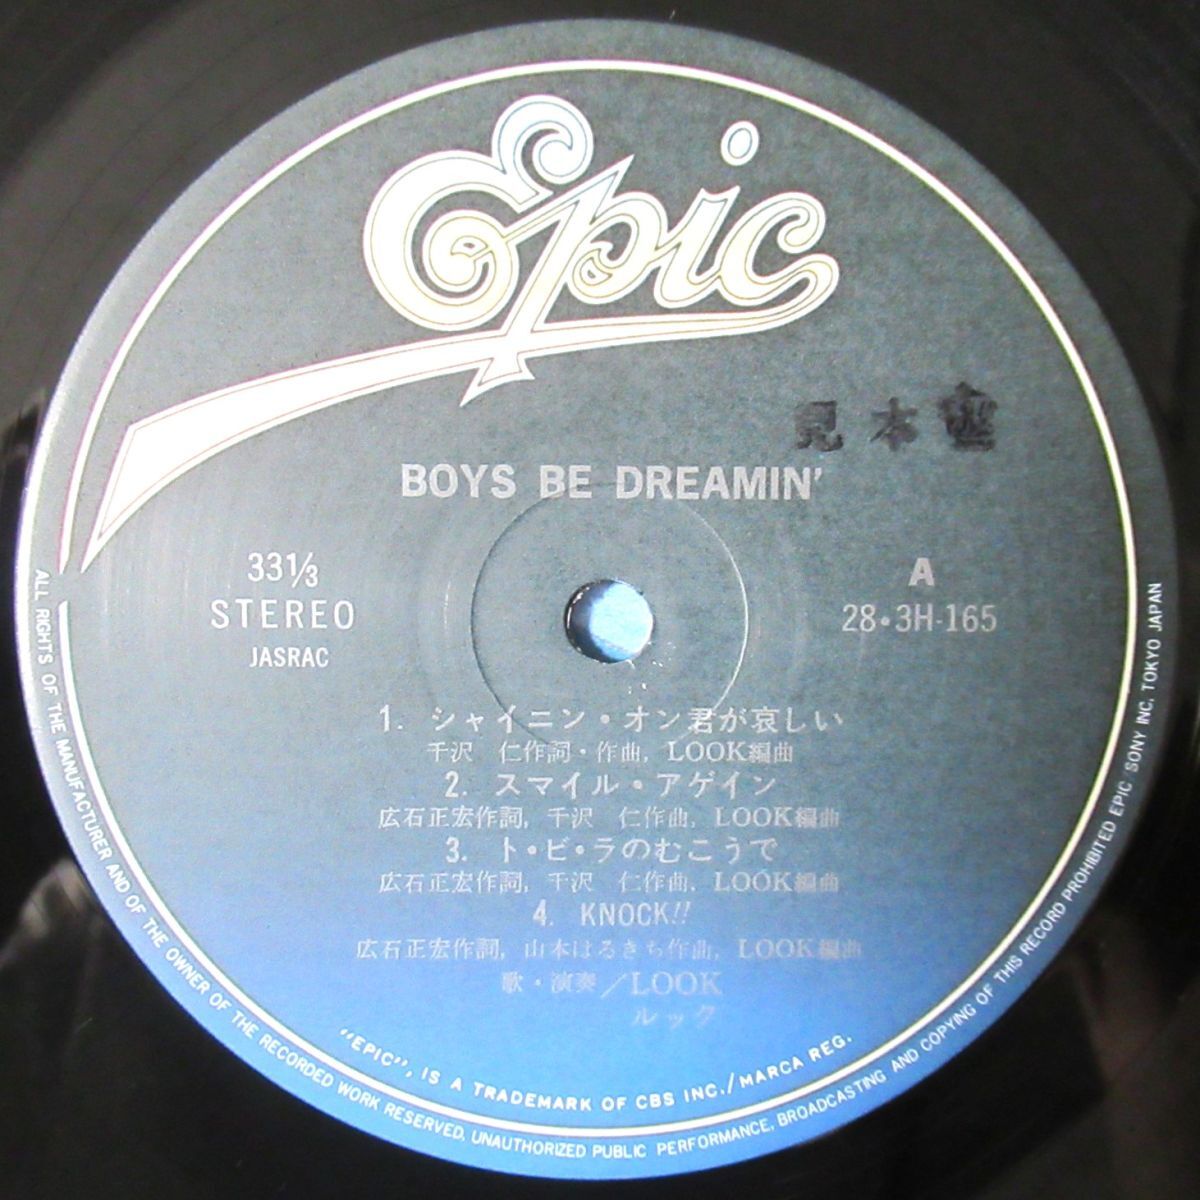 Epic
見本盤
BOYS BE DREAMIN'
33⅓
STEREO
JASRAC
A
28・3H-165
1. シャイニン・オン君が哀しい
千沢 仁作詞・作曲, LOOK編曲
2. スマイル・アゲイン
広石正宏作詞, 千沢 仁作曲, LOOK編曲
3. ト・ビ・ラのむこうで
広石正宏作詞, 千沢 仁作曲, LOOK編曲
4. KNOCK!!
広石正宏作詞, 山本はるきち作曲, LOOK編曲
歌・演奏/LOOK
ルック
"EPIC", IS A TRADEMARK OF CBS INC./MARCA REG.
ALL RIGHTS OF THE MANUFACTURER AND OF THE OWNER OF THE RECORDED WORK RESERVED, UNAUTHORIZED PUBLIC PERFORMANCE, BROADCASTING AND COPYING OF THIS RECORD PROHIBITED EPIC SONY INC. TOKYO JAPAN